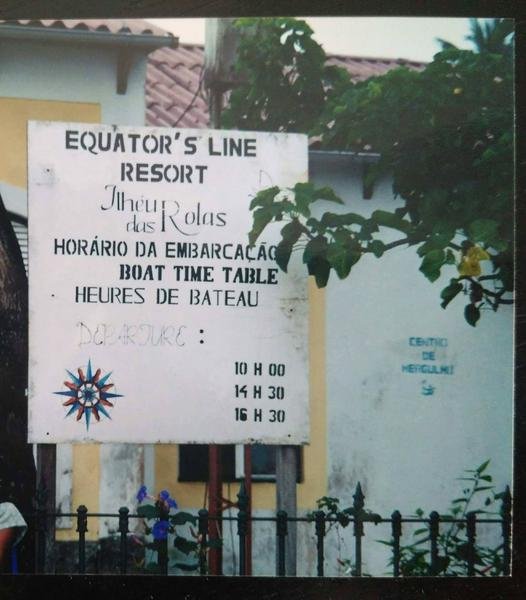 EQUATOR'S LINE
RESORT
Ilhéu
das Rolas
HORÁRIO DA EMBARCAÇÃO
BOAT TIME TABLE
HEURES DE BATEAU
DEPARTURE :
10 H 00
14 H 30
16 H 30
CENTRO
DE
MERGULHO